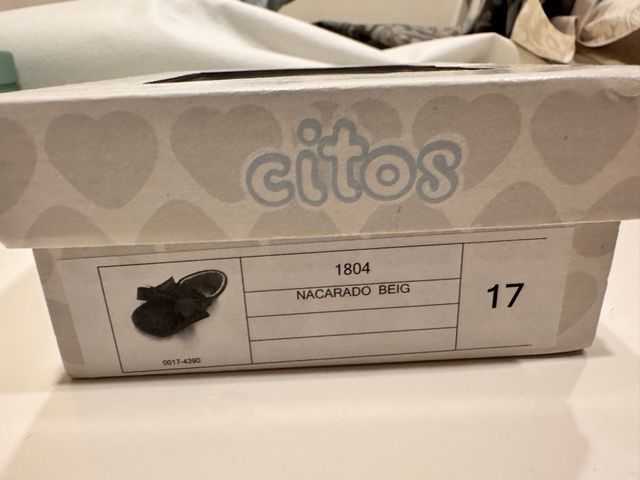 citos
1804
NACARADO BEIG
17
0017-4390